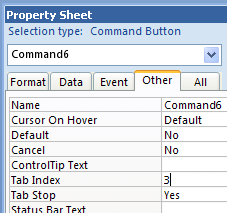 Property Sheet
Selection type: Command Button
Command6
Format Data Event Other All
Name Command6
Cursor On Hover Default
Default No
Cancel No
ControlTip Text
Tab Index 3
Tab Stop Yes
Status Bar Text